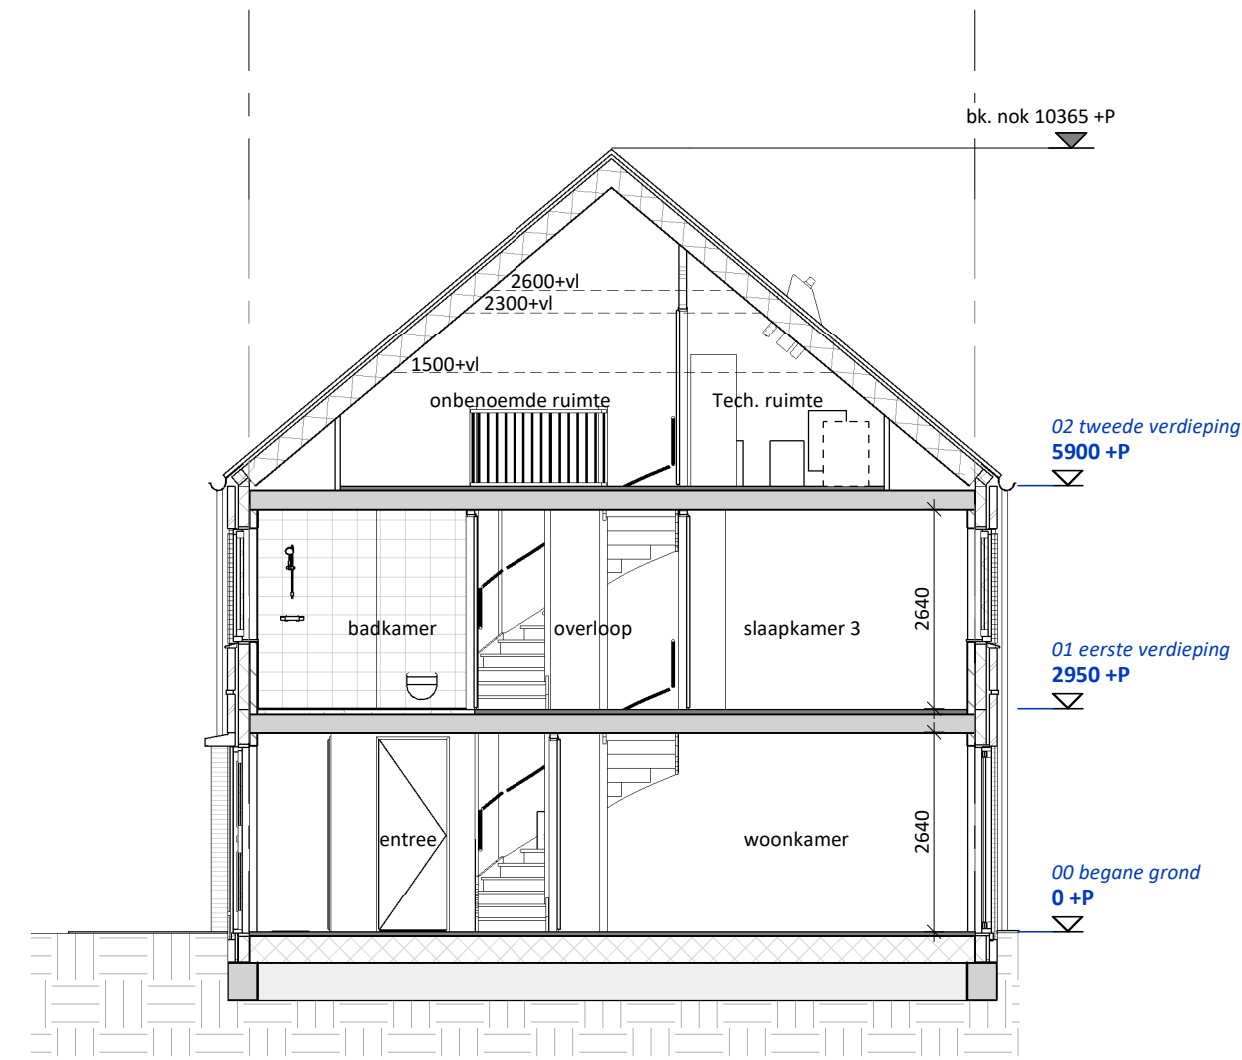 bk. nok 10365 +P
2600+vl
2300+vl
1500+vl
onbenoemde ruimte
Tech. ruimte
02 tweede verdieping
5900 +P
2640
badkamer
overloop
slaapkamer 3
01 eerste verdieping
2950 +P
2640
entree
woonkamer
00 begane grond
0 +P